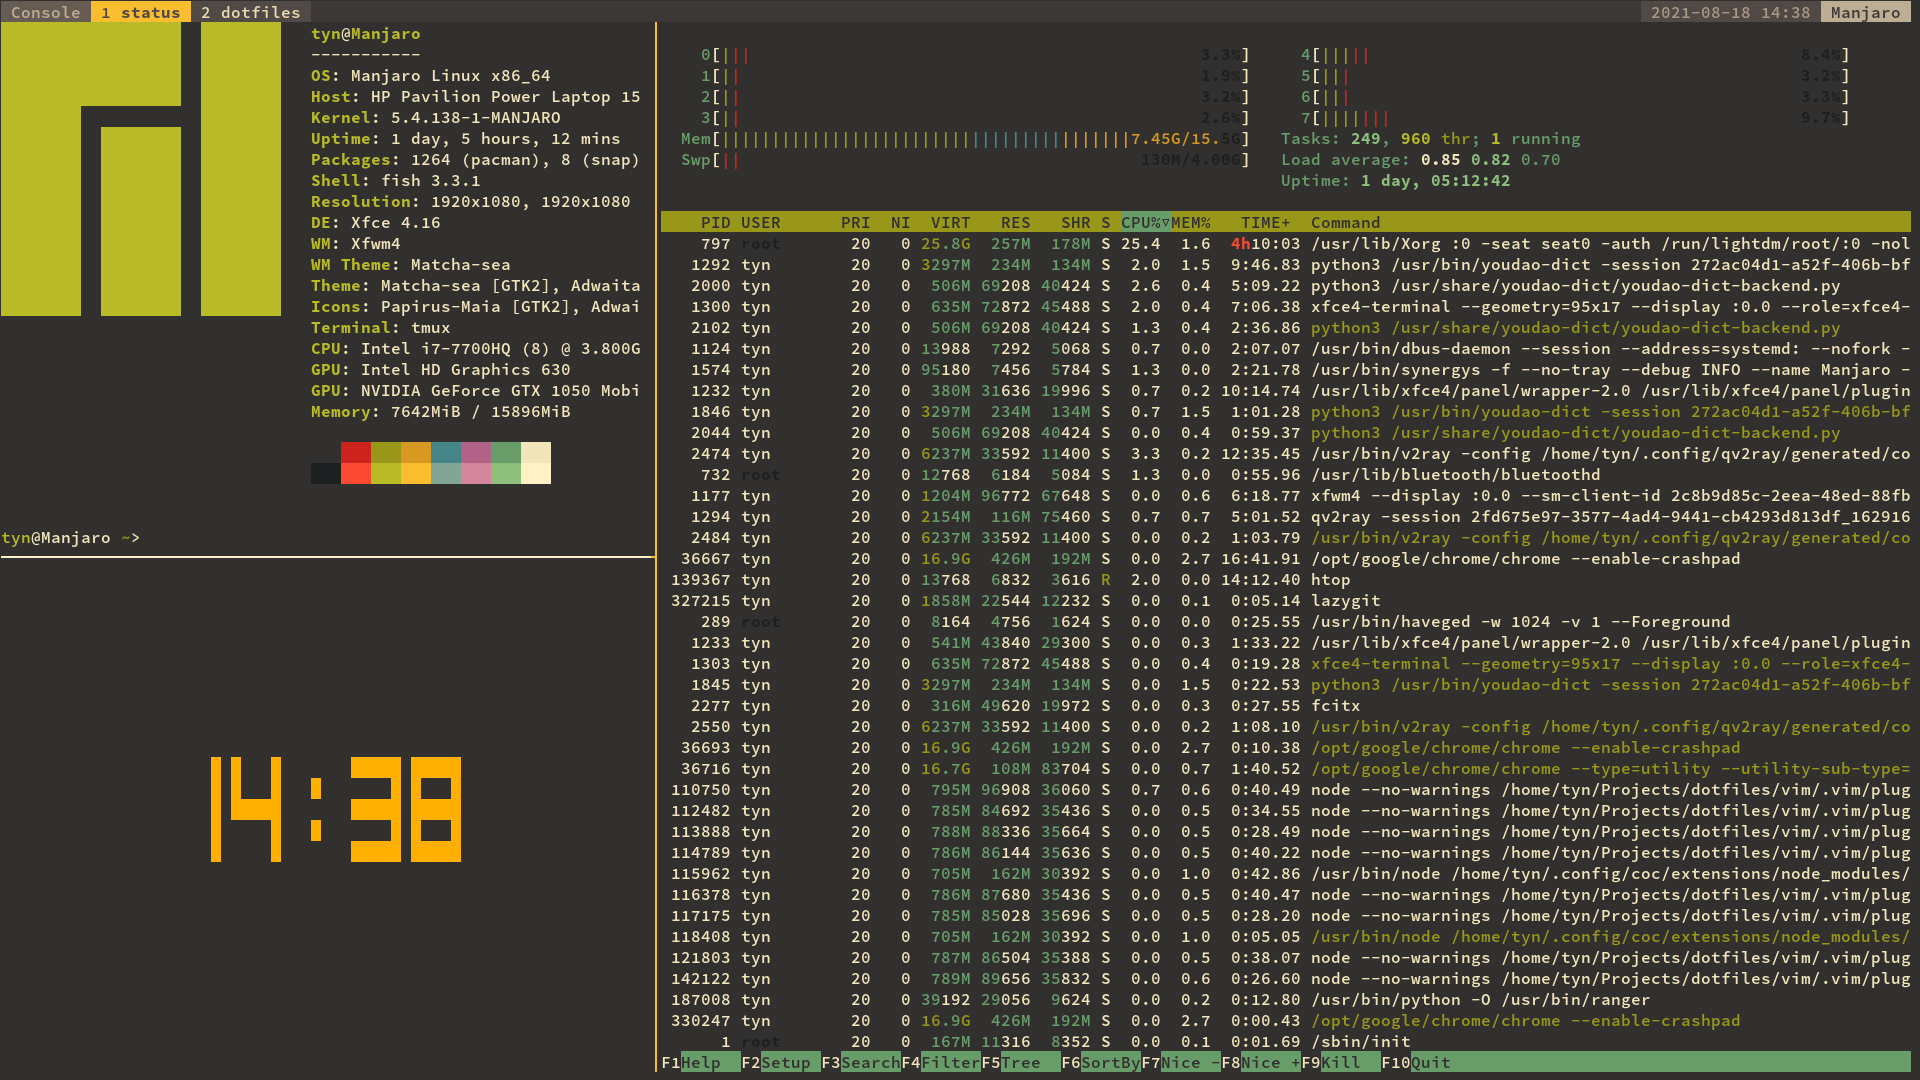 Console 1 status 2 dotfiles 2021-08-18 14:38 Manjaro
tyn@Manjaro
-----------
OS: Manjaro Linux x86_64
Host: HP Pavilion Power Laptop 15
Kernel: 5.4.138-1-MANJARO
Uptime: 1 day, 5 hours, 12 mins
Packages: 1264 (pacman), 8 (snap)
Shell: fish 3.3.1
Resolution: 1920x1080, 1920x1080
DE: Xfce 4.16
WM: Xfwm4
WM Theme: Matcha-sea
Theme: Matcha-sea [GTK2], Adwaita
Icons: Papirus-Maia [GTK2], Adwai
Terminal: tmux
CPU: Intel i7-7700HQ (8) @ 3.800G
GPU: Intel HD Graphics 630
GPU: NVIDIA GeForce GTX 1050 Mobi
Memory: 7642MiB / 15896MiB
tyn@Manjaro ~>
14:38
0[||| 3.3%] 4[||||| 8.4%]
1[|| 1.9%] 5[||| 3.2%]
2[|| 3.2%] 6[||| 3.3%]
3[|| 2.6%] 7[||||||| 9.7%]
Mem[|||||||||||||||||||||||||||||||||||||||||7.45G/15.5G] Tasks: 249, 960 thr; 1 running
Swp[|| 130M/4.00G] Load average: 0.85 0.82 0.70
Uptime: 1 day, 05:12:42
PID USER PRI NI VIRT RES SHR S CPU%▽MEM% TIME+ Command
797 root 20 0 25.8G 257M 178M S 25.4 1.6 4h10:03 /usr/lib/Xorg :0 -seat seat0 -auth /run/lightdm/root/:0 -nol
1292 tyn 20 0 3297M 234M 134M S 2.0 1.5 9:46.83 python3 /usr/bin/youdao-dict -session 272ac04d1-a52f-406b-bf
2000 tyn 20 0 506M 69208 40424 S 2.6 0.4 5:09.22 python3 /usr/share/youdao-dict/youdao-dict-backend.py
1300 tyn 20 0 635M 72872 45488 S 2.0 0.4 7:06.38 xfce4-terminal --geometry=95x17 --display :0.0 --role=xfce4-
2102 tyn 20 0 506M 69208 40424 S 1.3 0.4 2:36.86 python3 /usr/share/youdao-dict/youdao-dict-backend.py
1124 tyn 20 0 13988 7292 5068 S 0.7 0.0 2:07.07 /usr/bin/dbus-daemon --session --address=systemd: --nofork -
1574 tyn 20 0 95180 7456 5784 S 1.3 0.0 2:21.78 /usr/bin/synergys -f --no-tray --debug INFO --name Manjaro -
1232 tyn 20 0 380M 31636 19996 S 0.7 0.2 10:14.74 /usr/lib/xfce4/panel/wrapper-2.0 /usr/lib/xfce4/panel/plugin
1846 tyn 20 0 3297M 234M 134M S 0.7 1.5 1:01.28 python3 /usr/bin/youdao-dict -session 272ac04d1-a52f-406b-bf
2044 tyn 20 0 506M 69208 40424 S 0.0 0.4 0:59.37 python3 /usr/share/youdao-dict/youdao-dict-backend.py
2474 tyn 20 0 6237M 33592 11400 S 3.3 0.2 12:35.45 /usr/bin/v2ray -config /home/tyn/.config/qv2ray/generated/co
732 root 20 0 12768 6184 5084 S 1.3 0.0 0:55.96 /usr/lib/bluetooth/bluetoothd
1177 tyn 20 0 1204M 96772 67648 S 0.0 0.6 6:18.77 xfwm4 --display :0.0 --sm-client-id 2c8b9d85c-2eea-48ed-88fb
1294 tyn 20 0 2154M 116M 75460 S 0.7 0.7 5:01.52 qv2ray -session 2fd675e97-3577-4ad4-9441-cb4293d813df_162916
2484 tyn 20 0 6237M 33592 11400 S 0.0 0.2 1:03.79 /usr/bin/v2ray -config /home/tyn/.config/qv2ray/generated/co
36667 tyn 20 0 16.9G 426M 192M S 0.0 2.7 16:41.91 /opt/google/chrome/chrome --enable-crashpad
139367 tyn 20 0 13768 6832 3616 R 2.0 0.0 14:12.40 htop
327215 tyn 20 0 1858M 22544 12232 S 0.0 0.1 0:05.14 lazygit
289 root 20 0 8164 4756 1624 S 0.0 0.0 0:25.55 /usr/bin/haveged -w 1024 -v 1 --Foreground
1233 tyn 20 0 541M 43840 29300 S 0.0 0.3 1:33.22 /usr/lib/xfce4/panel/wrapper-2.0 /usr/lib/xfce4/panel/plugin
1303 tyn 20 0 635M 72872 45488 S 0.0 0.4 0:19.28 xfce4-terminal --geometry=95x17 --display :0.0 --role=xfce4-
1845 tyn 20 0 3297M 234M 134M S 0.0 1.5 0:22.53 python3 /usr/bin/youdao-dict -session 272ac04d1-a52f-406b-bf
2277 tyn 20 0 316M 49620 19972 S 0.0 0.3 0:27.55 fcitx
2550 tyn 20 0 6237M 33592 11400 S 0.0 0.2 1:08.10 /usr/bin/v2ray -config /home/tyn/.config/qv2ray/generated/co
36693 tyn 20 0 16.9G 426M 192M S 0.0 2.7 0:10.38 /opt/google/chrome/chrome --enable-crashpad
36716 tyn 20 0 16.7G 108M 83704 S 0.0 0.7 1:40.52 /opt/google/chrome/chrome --type=utility --utility-sub-type=
110750 tyn 20 0 795M 96908 36060 S 0.7 0.6 0:40.49 node --no-warnings /home/tyn/Projects/dotfiles/vim/.vim/plug
112482 tyn 20 0 785M 84692 35436 S 0.0 0.5 0:34.55 node --no-warnings /home/tyn/Projects/dotfiles/vim/.vim/plug
113888 tyn 20 0 788M 88336 35664 S 0.0 0.5 0:28.49 node --no-warnings /home/tyn/Projects/dotfiles/vim/.vim/plug
114789 tyn 20 0 786M 86144 35636 S 0.0 0.5 0:40.22 node --no-warnings /home/tyn/Projects/dotfiles/vim/.vim/plug
115962 tyn 20 0 705M 162M 30392 S 0.0 1.0 0:42.86 /usr/bin/node /home/tyn/.config/coc/extensions/node_modules/
116378 tyn 20 0 786M 87680 35436 S 0.0 0.5 0:40.47 node --no-warnings /home/tyn/Projects/dotfiles/vim/.vim/plug
117175 tyn 20 0 785M 85028 35696 S 0.0 0.5 0:28.20 node --no-warnings /home/tyn/Projects/dotfiles/vim/.vim/plug
118408 tyn 20 0 705M 162M 30392 S 0.0 1.0 0:05.05 /usr/bin/node /home/tyn/.config/coc/extensions/node_modules/
121803 tyn 20 0 787M 86504 35388 S 0.0 0.5 0:38.07 node --no-warnings /home/tyn/Projects/dotfiles/vim/.vim/plug
142122 tyn 20 0 789M 89656 35832 S 0.0 0.6 0:26.60 node --no-warnings /home/tyn/Projects/dotfiles/vim/.vim/plug
187008 tyn 20 0 39192 29056 9624 S 0.0 0.2 0:12.80 /usr/bin/python -O /usr/bin/ranger
330247 tyn 20 0 16.9G 426M 192M S 0.0 2.7 0:00.43 /opt/google/chrome/chrome --enable-crashpad
1 root 20 0 167M 11316 8352 S 0.0 0.1 0:01.69 /sbin/init
F1Help F2Setup F3SearchF4FilterF5Tree F6SortByF7Nice -F8Nice +F9Kill F10Quit